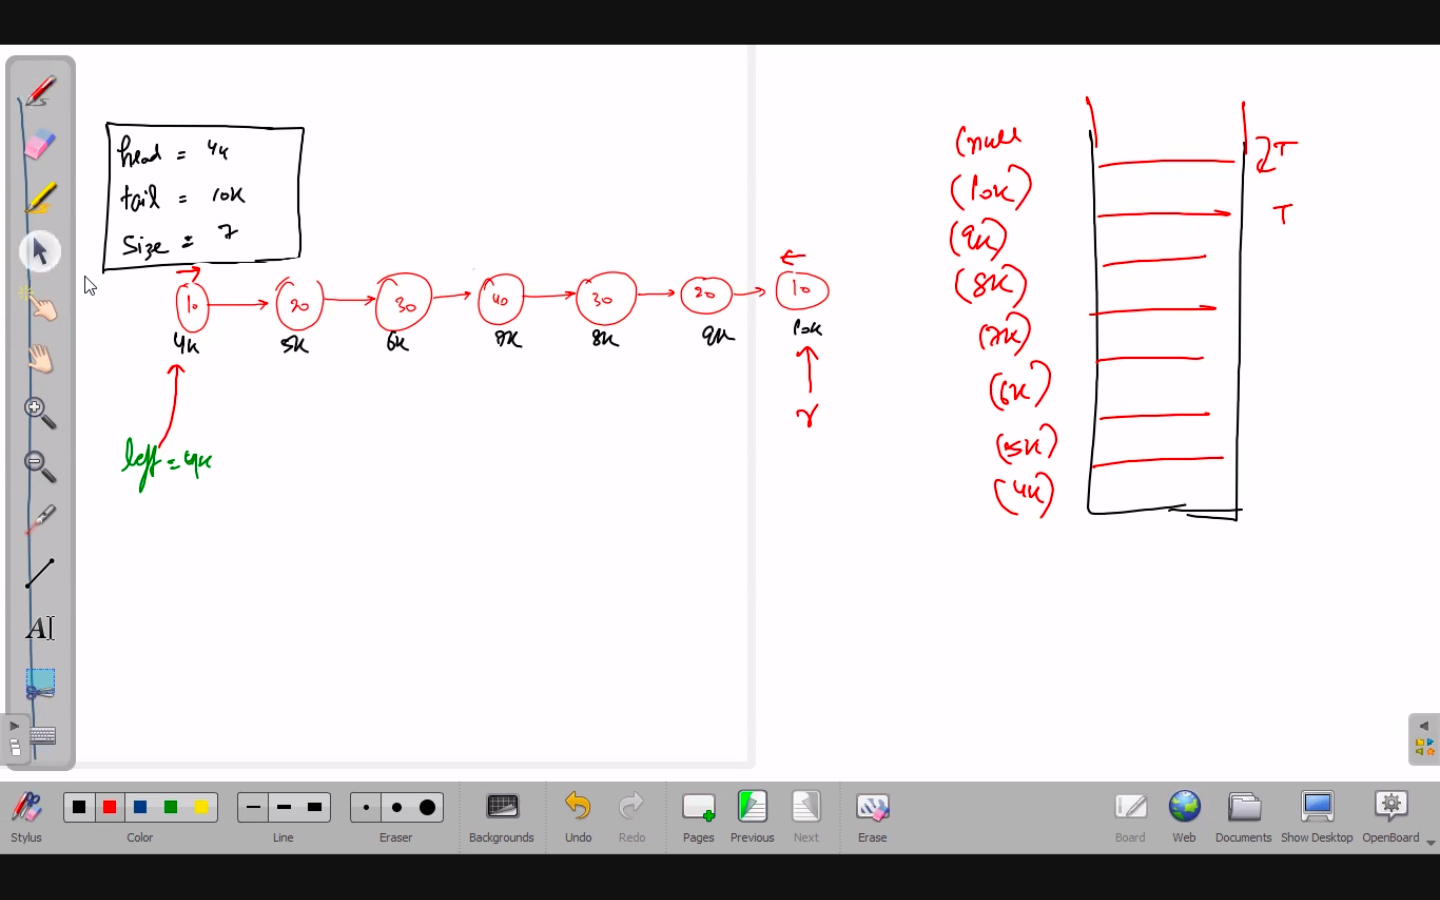 head = 4k
tail = 10k
size = 7
10 20 30 40 30 20 10
4k 5k 6k 7k 8k 9k 10k
left = 4k
r
(null
(10k)
(9k)
(8k)
(7k)
(6k)
(5k)
(4k)
T
T
A
Stylus
Color
Line
Eraser
Backgrounds
Undo
Redo
Pages
Previous
Next
Erase
Board
Web
Documents
Show Desktop
OpenBoard